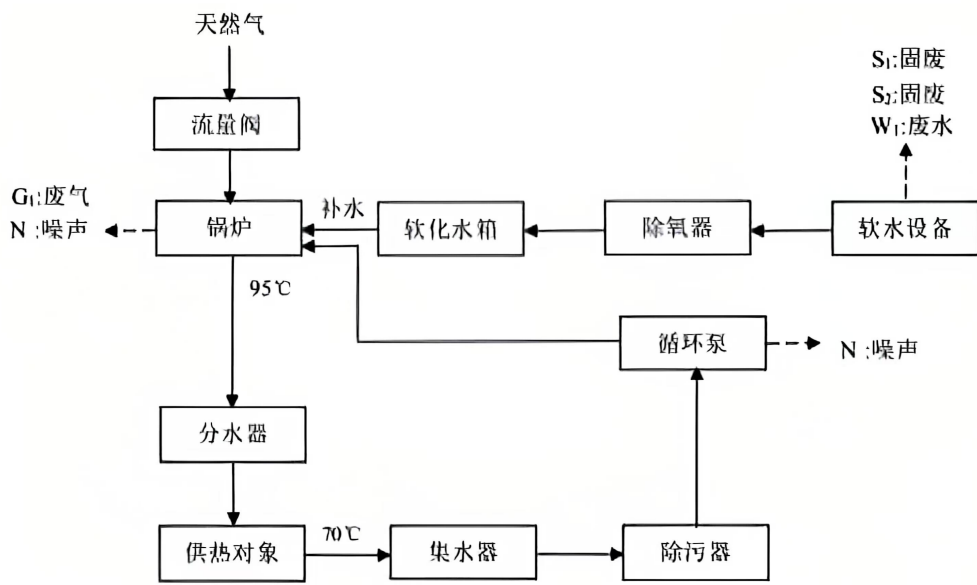 天然气
S₁:固废
S₂:固废
W₁:废水
流量阀
G₁:废气
N :噪声
锅炉
补水
软化水箱
除氧器
软水设备
95℃
循环泵
N :噪声
分水器
供热对象
70℃
集水器
除污器